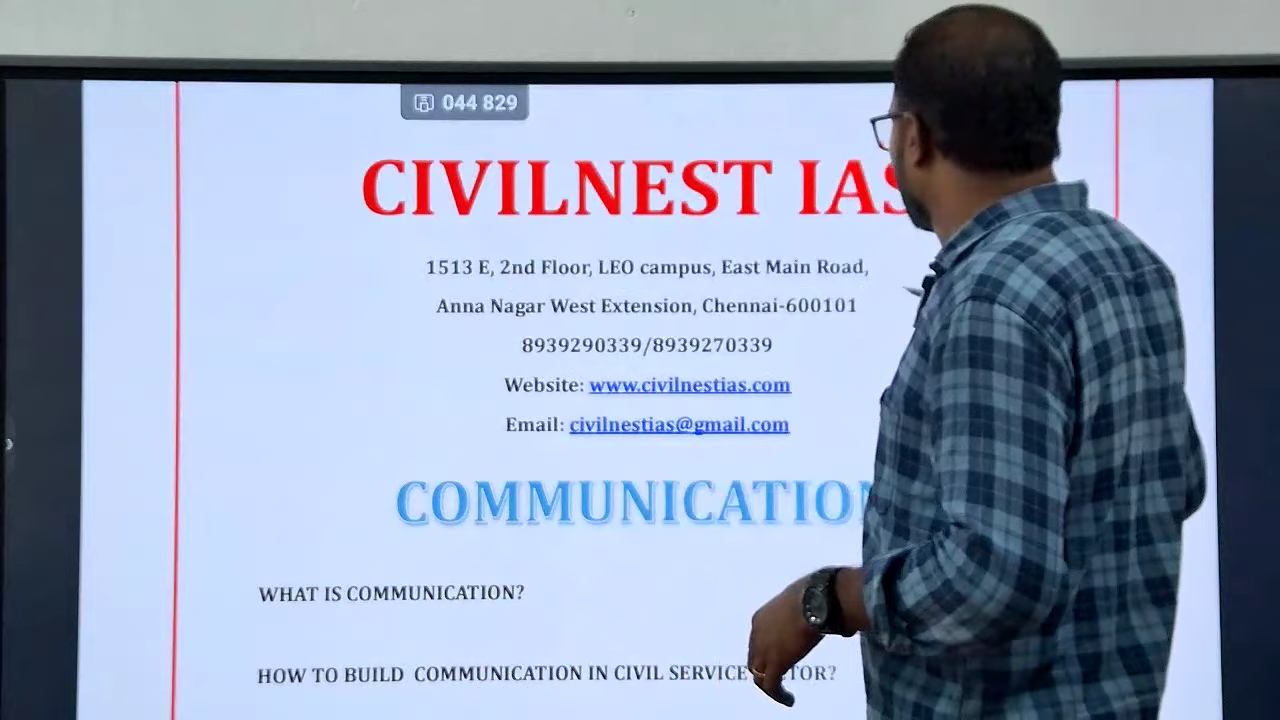 044 829
CIVILNEST IAS
1513 E, 2nd Floor, LEO campus, East Main Road,
Anna Nagar West Extension, Chennai-600101
8939290339/8939270339
Website: www.civilnestias.com
Email: civilnestias@gmail.com
COMMUNICATION
WHAT IS COMMUNICATION?
HOW TO BUILD COMMUNICATION IN CIVIL SERVICE